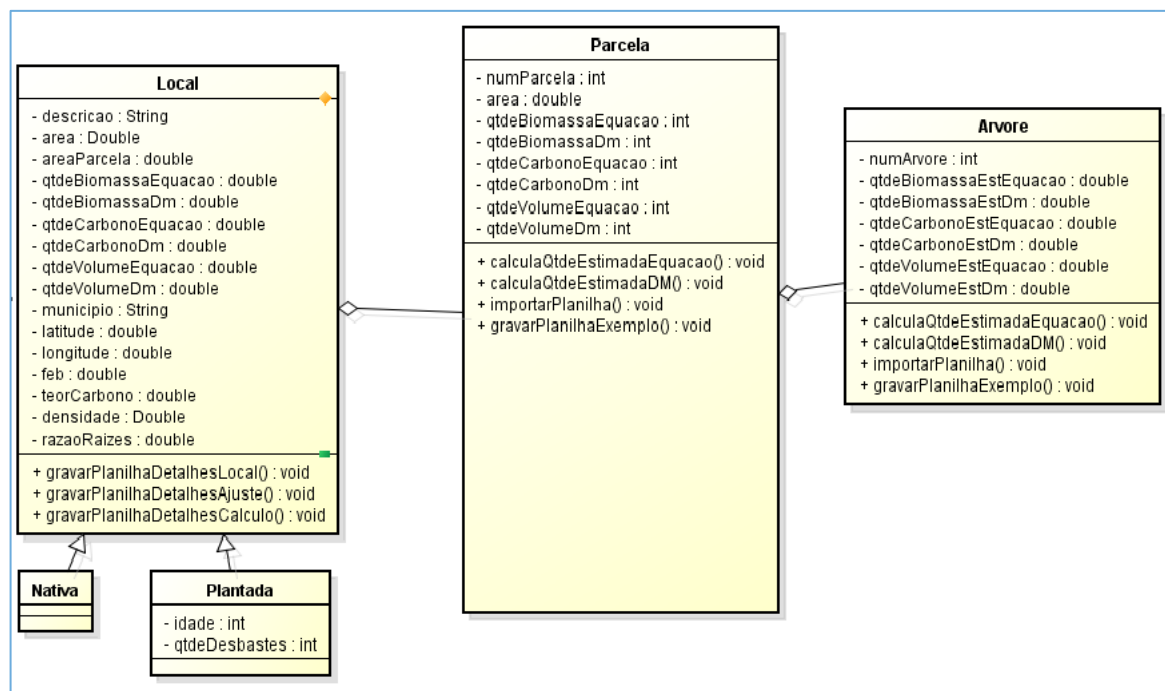 Local
- descricao : String
- area : Double
- areaParcela : double
- qtdeBiomassaEquacao : double
- qtdeBiomassaDm : double
- qtdeCarbonoEquacao : double
- qtdeCarbonoDm : double
- qtdeVolumeEquacao : double
- qtdeVolumeDm : double
- municipio : String
- latitude : double
- longitude : double
- feb : double
- teorCarbono : double
- densidade : Double
- razaoRaizes : double
+ gravarPlanilhaDetalhesLocal() : void
+ gravarPlanilhaDetalhesAjuste() : void
+ gravarPlanilhaDetalhesCalculo() : void
Nativa
Plantada
- idade : int
- qtdeDesbastes : int
Parcela
- numParcela : int
- area : double
- qtdeBiomassaEquacao : int
- qtdeBiomassaDm : int
- qtdeCarbonoEquacao : int
- qtdeCarbonoDm : int
- qtdeVolumeEquacao : int
- qtdeVolumeDm : int
+ calculaQtdeEstimadaEquacao() : void
+ calculaQtdeEstimadaDM() : void
+ importarPlanilha() : void
+ gravarPlanilhaExemplo() : void
Arvore
- numArvore : int
- qtdeBiomassaEstEquacao : double
- qtdeBiomassaEstDm : double
- qtdeCarbonoEstEquacao : double
- qtdeCarbonoEstDm : double
- qtdeVolumeEstEquacao : double
- qtdeVolumeEstDm : double
+ calculaQtdeEstimadaEquacao() : void
+ calculaQtdeEstimadaDM() : void
+ importarPlanilha() : void
+ gravarPlanilhaExemplo() : void